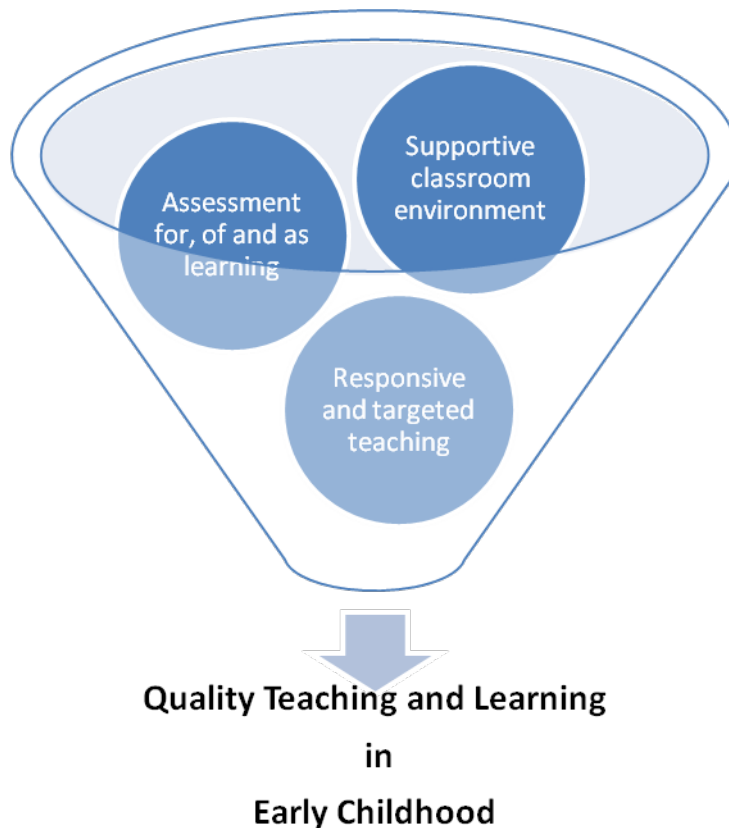 Supportive
classroom
environment
Assessment
for, of and as
learning
Responsive
and targeted
teaching
Quality Teaching and Learning
in
Early Childhood